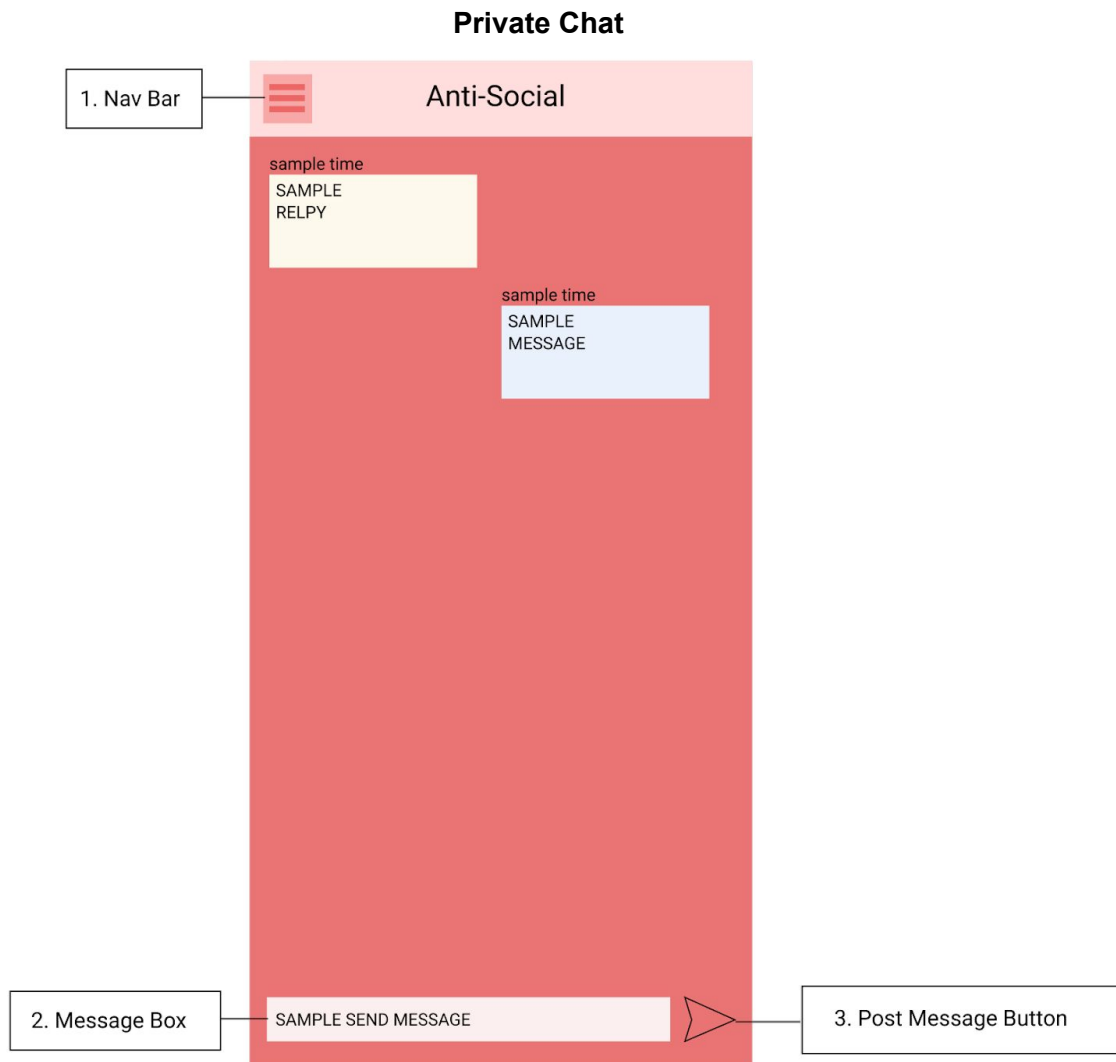 Private Chat
1. Nav Bar
Anti-Social
sample time
SAMPLE
RELPY
sample time
SAMPLE
MESSAGE
2. Message Box
SAMPLE SEND MESSAGE
3. Post Message Button